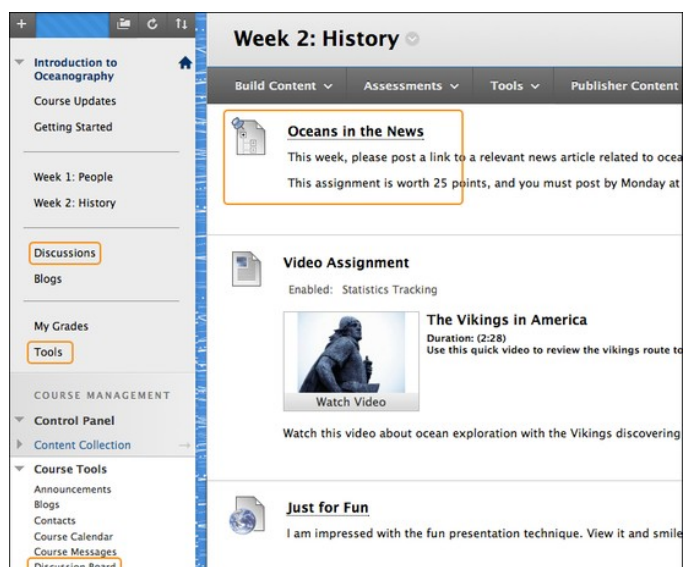 Introduction to
Oceanography
Course Updates
Getting Started
Week 1: People
Week 2: History
Discussions
Blogs
My Grades
Tools
COURSE MANAGEMENT
Control Panel
Content Collection
Course Tools
Announcements
Blogs
Contacts
Course Calendar
Course Messages
Discussion Board
Week 2: History
Build Content Assessments Tools Publisher Content
Oceans in the News
This week, please post a link to a relevant news article related to ocea
This assignment is worth 25 points, and you must post by Monday at
Video Assignment
Enabled: Statistics Tracking
The Vikings in America
Duration: (2:28)
Use this quick video to review the vikings route to
Watch Video
Watch this video about ocean exploration with the Vikings discovering
Just for Fun
I am impressed with the fun presentation technique. View it and smile